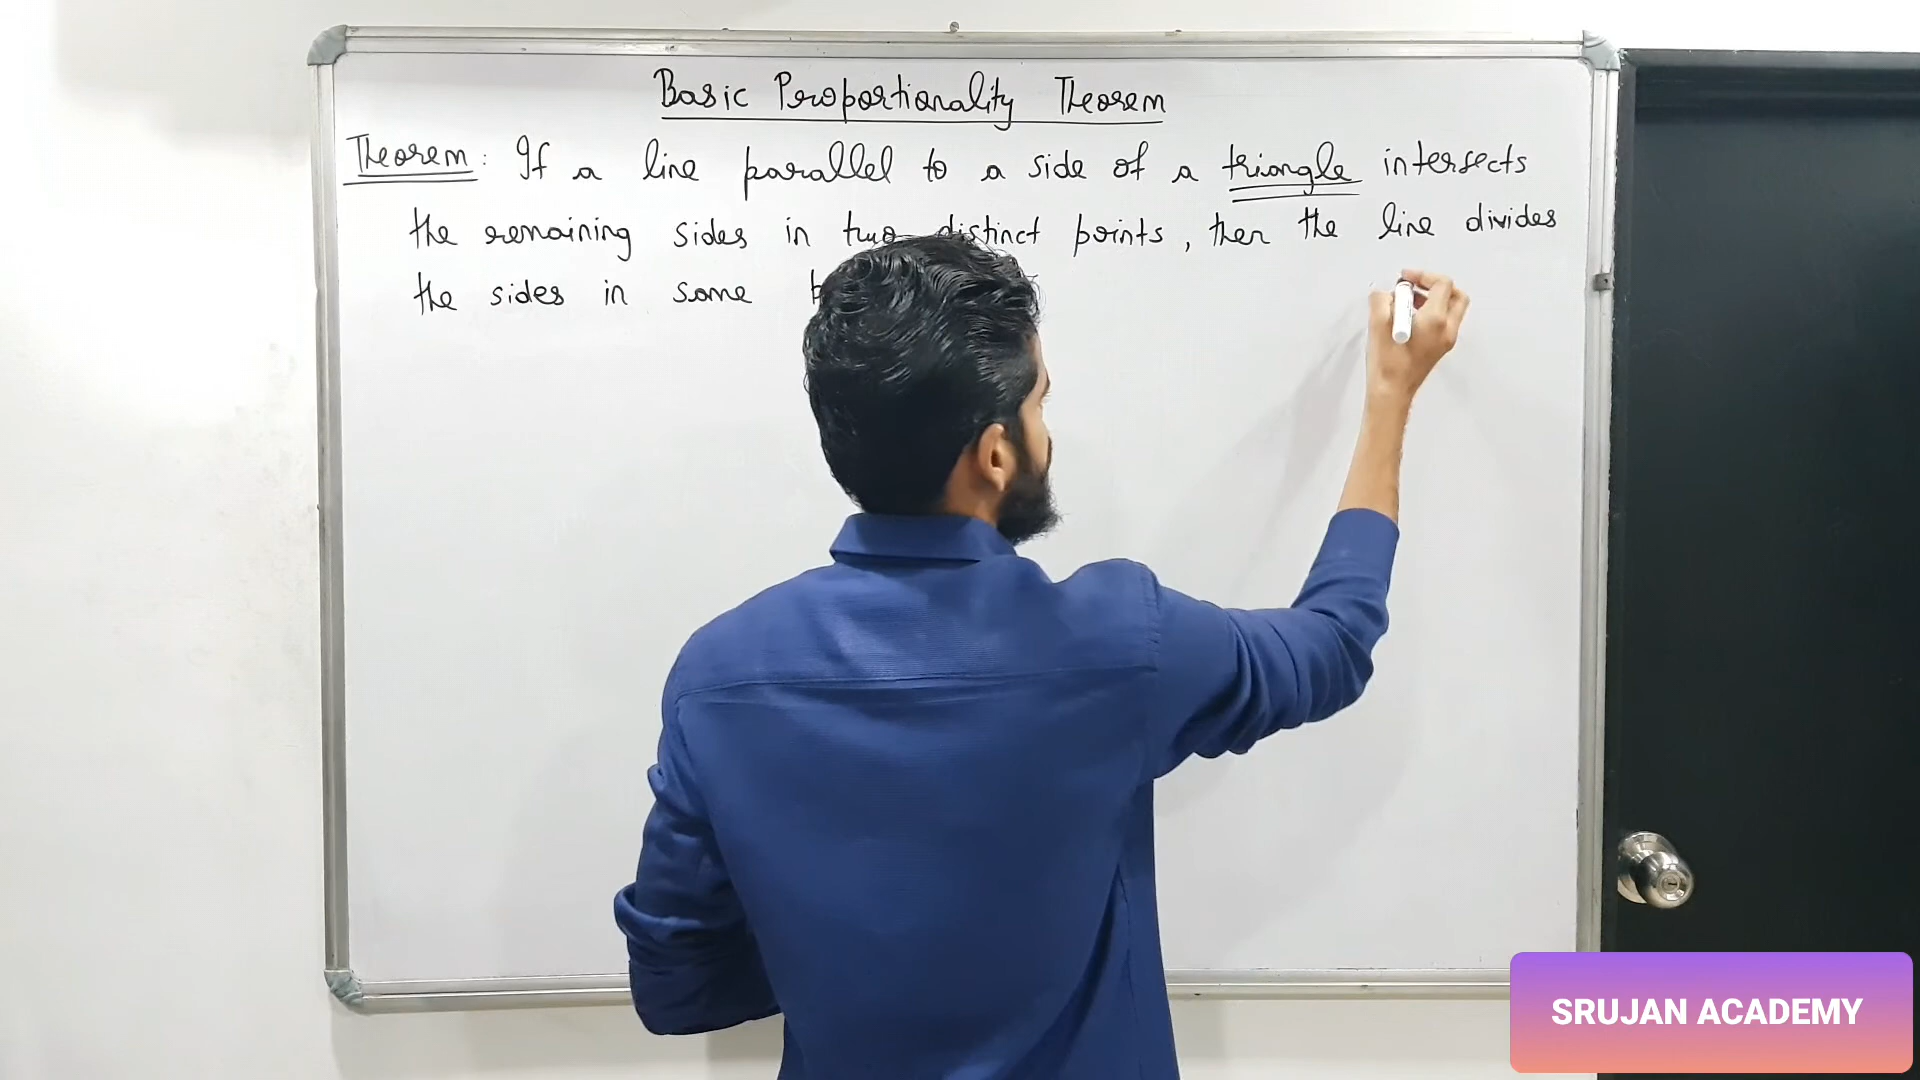 Basic Proportionality Theorem
Theorem: If a line parallel to a side of a triangle intersects
the remaining sides in two distinct points, then the line divides
the sides in same
SRUJAN ACADEMY